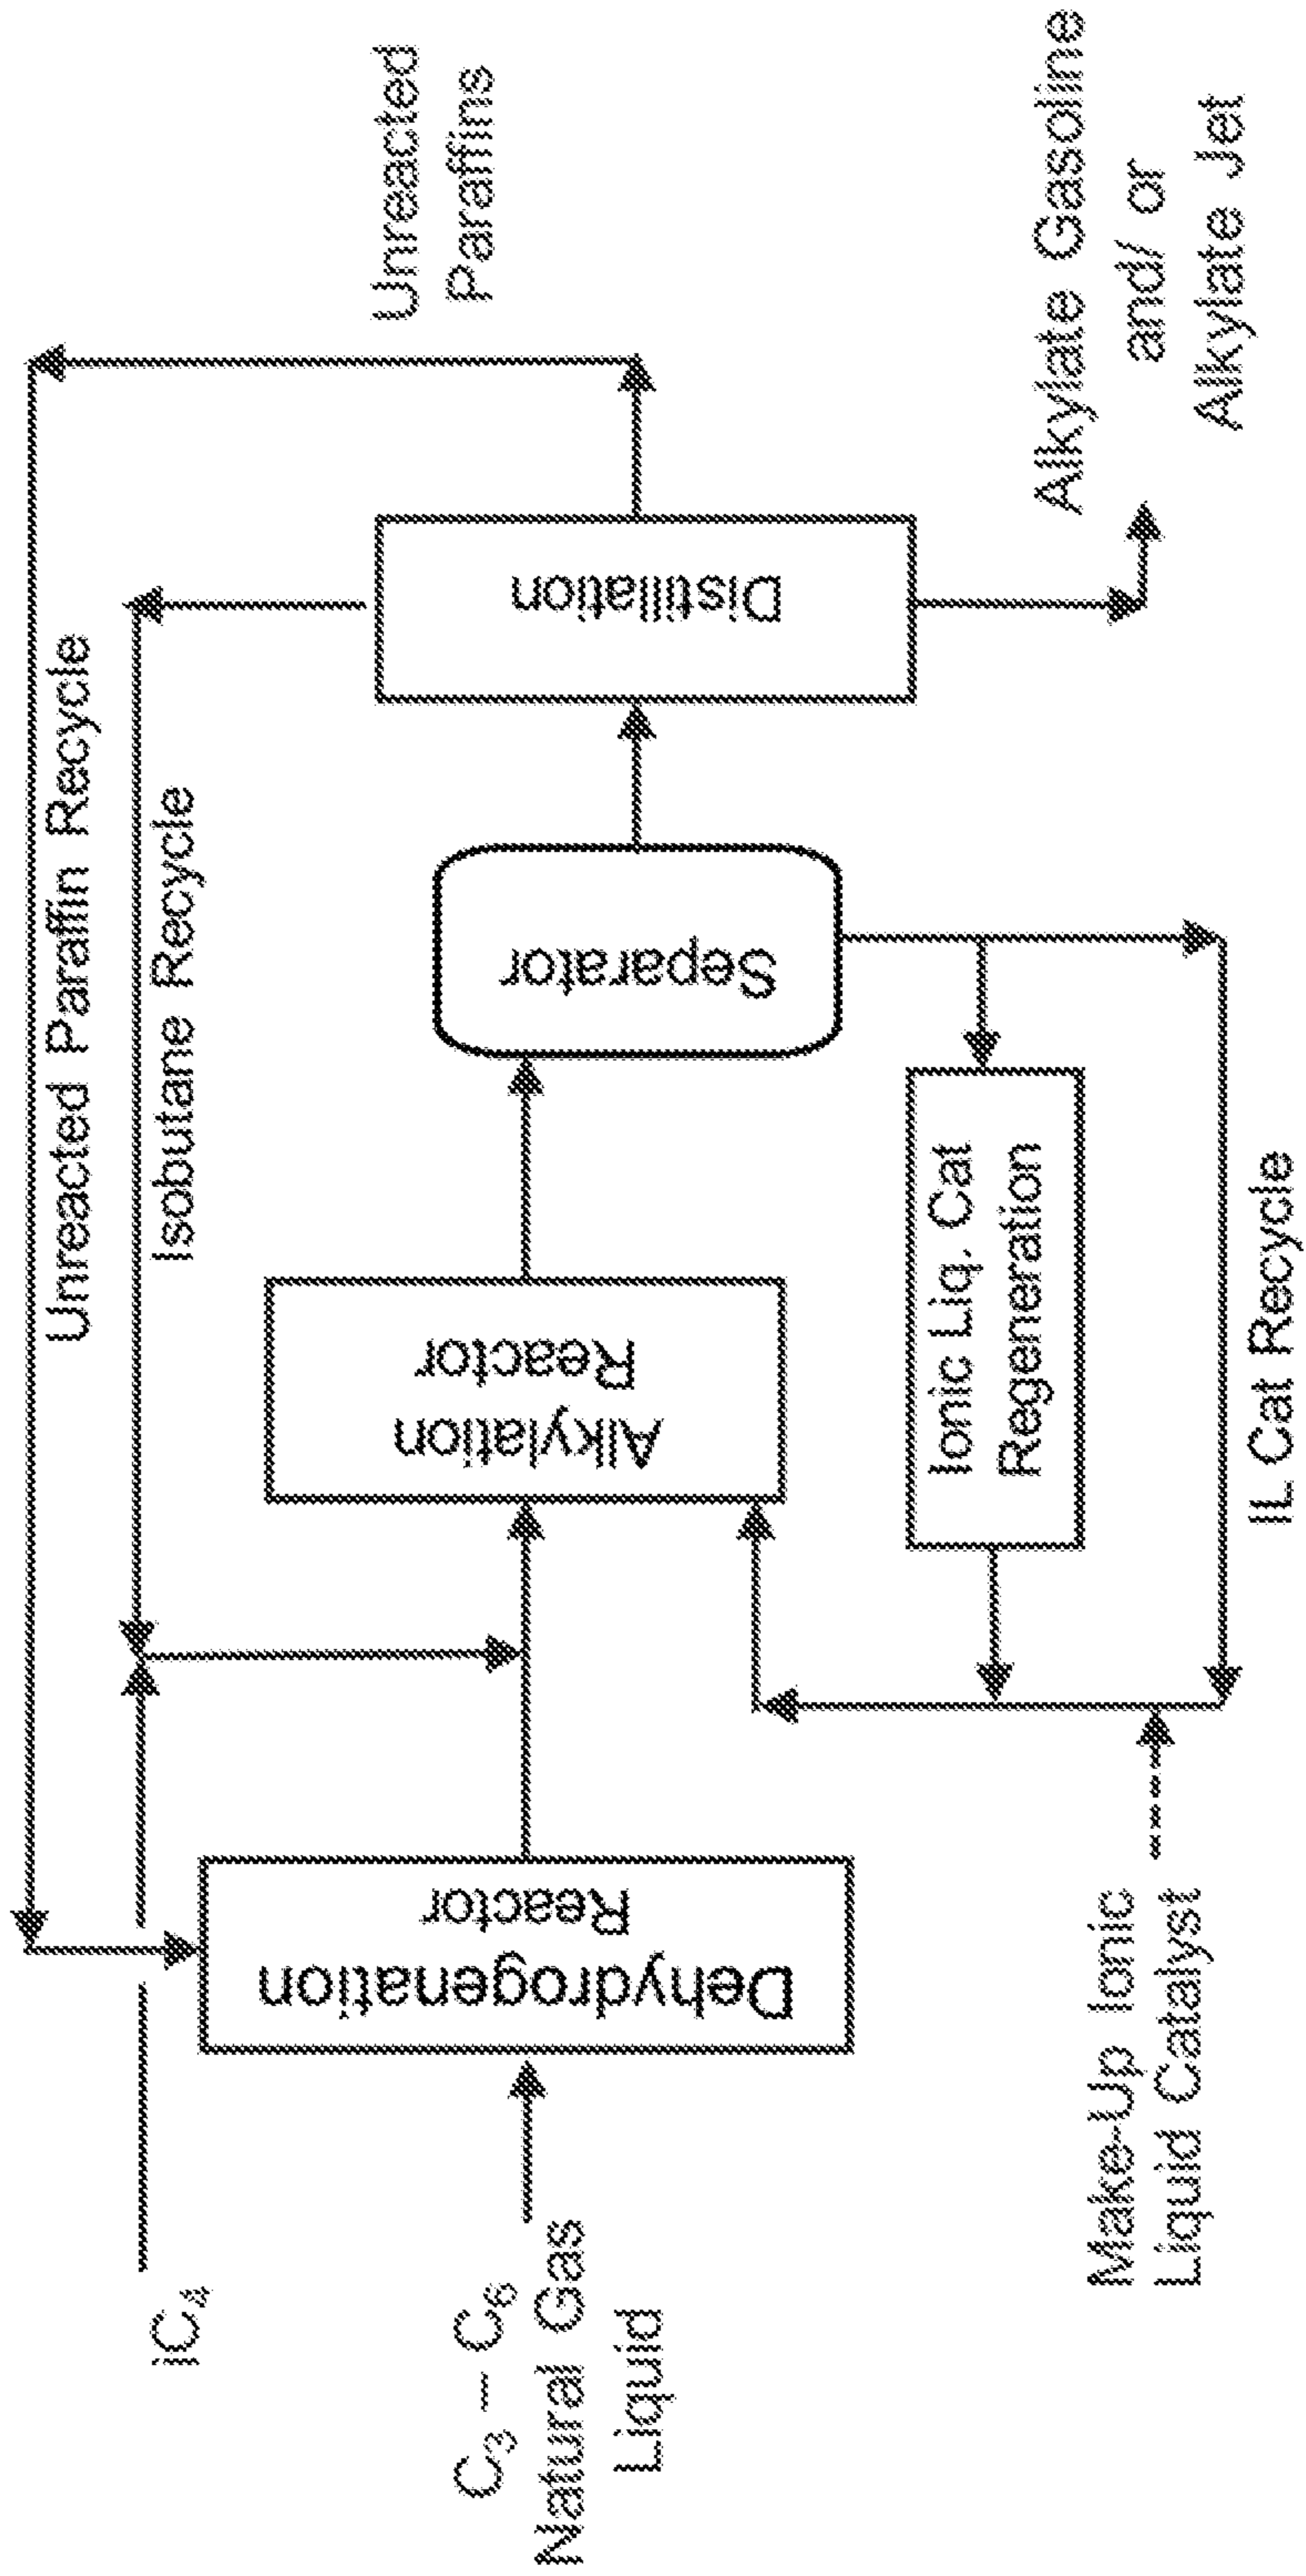 Unreacted Paraffin Recycle
Isobutane Recycle
Unreacted
Paraffins
iC₄
C₃ – C₆
Natural Gas
Liquid
Dehydrogenation
Reactor
Alkylation
Reactor
Separator
Distillation
Ionic Liq. Cat
Regeneration
IL Cat Recycle
Make-Up Ionic
Liquid Catalyst
Alkylate Gasoline
and/ or
Alkylate Jet